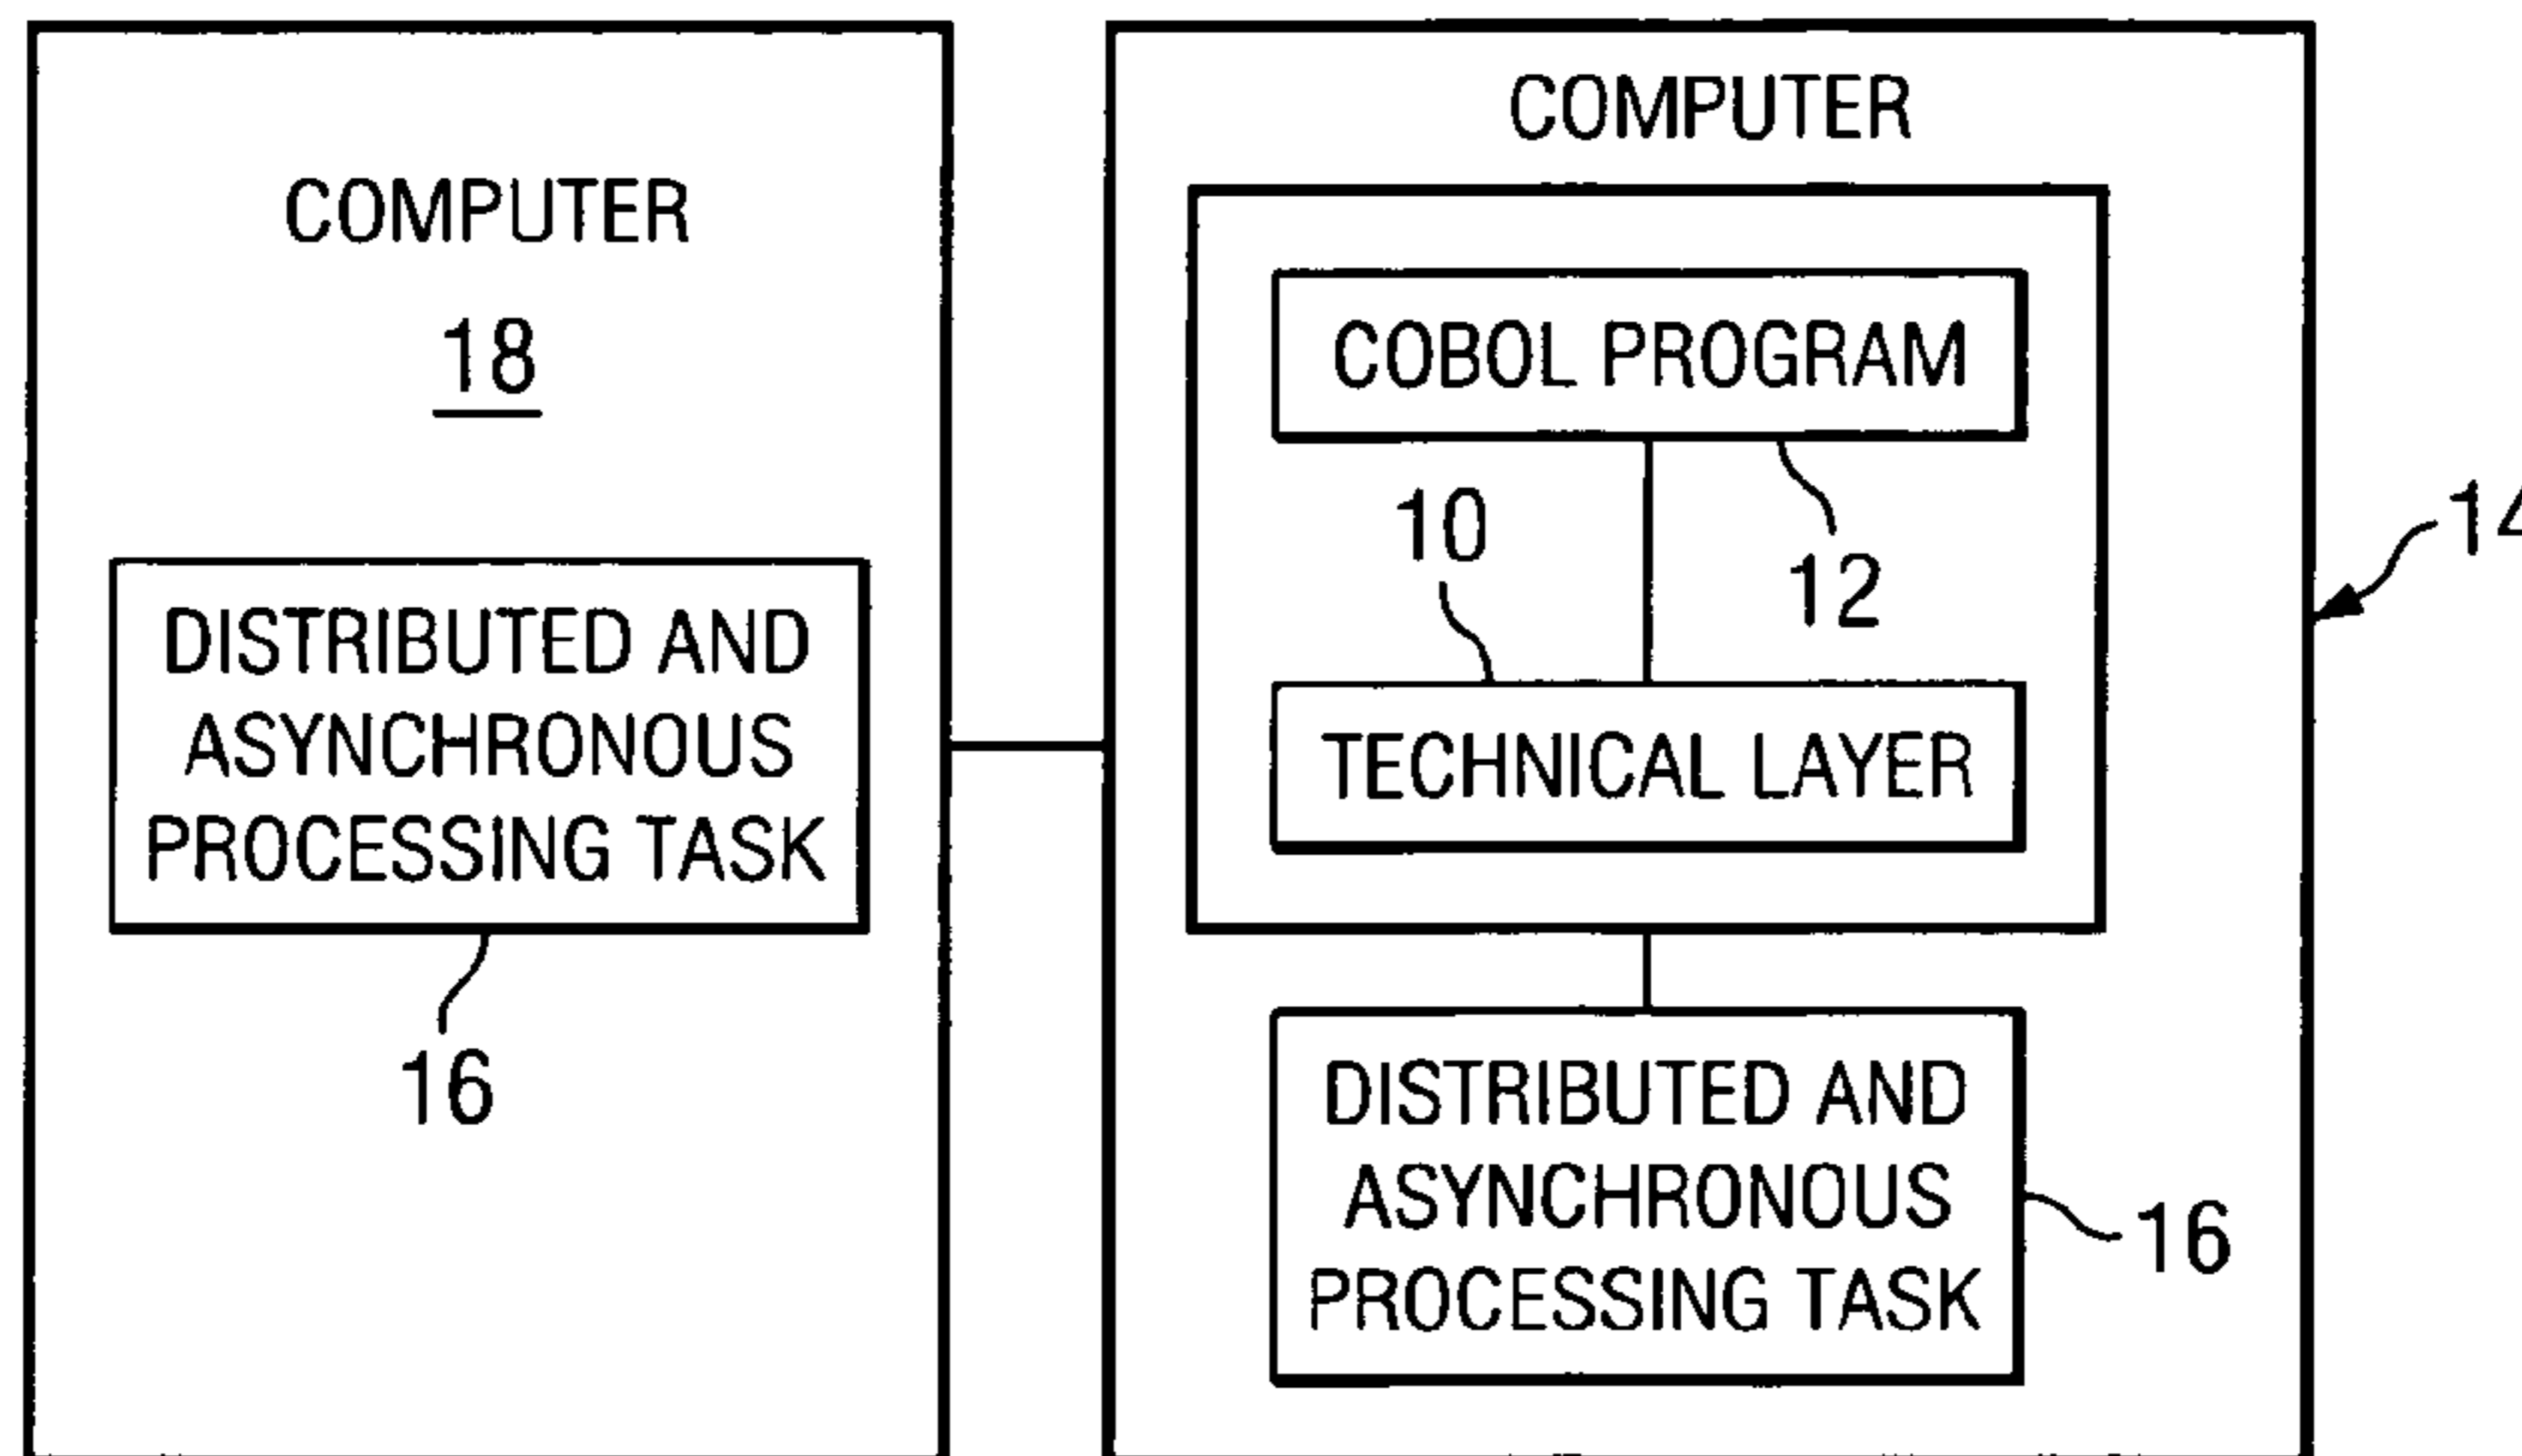 COMPUTER
18
DISTRIBUTED AND
ASYNCHRONOUS
PROCESSING TASK
16
COMPUTER
COBOL PROGRAM
10
12
TECHNICAL LAYER
14
DISTRIBUTED AND
ASYNCHRONOUS
PROCESSING TASK
16